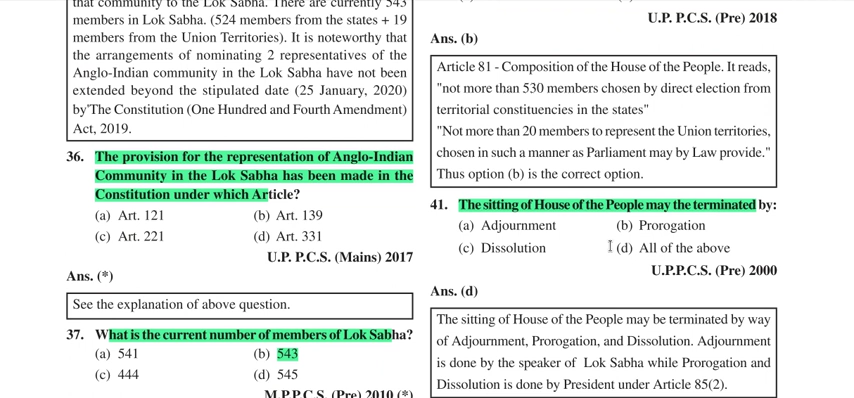 that community to the Lok Sabha. There are currently 543
members in Lok Sabha. (524 members from the states + 19
members from the Union Territories). It is noteworthy that
the arrangements of nominating 2 representatives of the
Anglo-Indian community in the Lok Sabha have not been
extended beyond the stipulated date (25 January, 2020)
by'The Constitution (One Hundred and Fourth Amendment)
Act, 2019.
36. The provision for the representation of Anglo-Indian
Community in the Lok Sabha has been made in the
Constitution under which Article?
(a) Art. 121 (b) Art. 139
(c) Art. 221 (d) Art. 331
U.P. P.C.S. (Mains) 2017
Ans. (*)
See the explanation of above question.
37. What is the current number of members of Lok Sabha?
(a) 541 (b) 543
(c) 444 (d) 545
M.P.P.C.S. (Pre) 2010 (*)
U.P. P.C.S. (Pre) 2018
Ans. (b)
Article 81 - Composition of the House of the People. It reads,
"not more than 530 members chosen by direct election from
territorial constituencies in the states"
"Not more than 20 members to represent the Union territories,
chosen in such a manner as Parliament may by Law provide."
Thus option (b) is the correct option.
41. The sitting of House of the People may the terminated by:
(a) Adjournment (b) Prorogation
(c) Dissolution (d) All of the above
U.P.P.C.S. (Pre) 2000
Ans. (d)
The sitting of House of the People may be terminated by way
of Adjournment, Prorogation, and Dissolution. Adjournment
is done by the speaker of Lok Sabha while Prorogation and
Dissolution is done by President under Article 85(2).